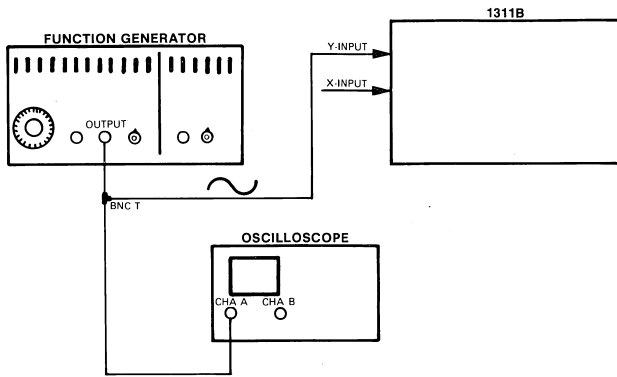 1311B
FUNCTION GENERATOR
Y-INPUT
X-INPUT
OUTPUT
BNC T
OSCILLOSCOPE
CHA A CHA B